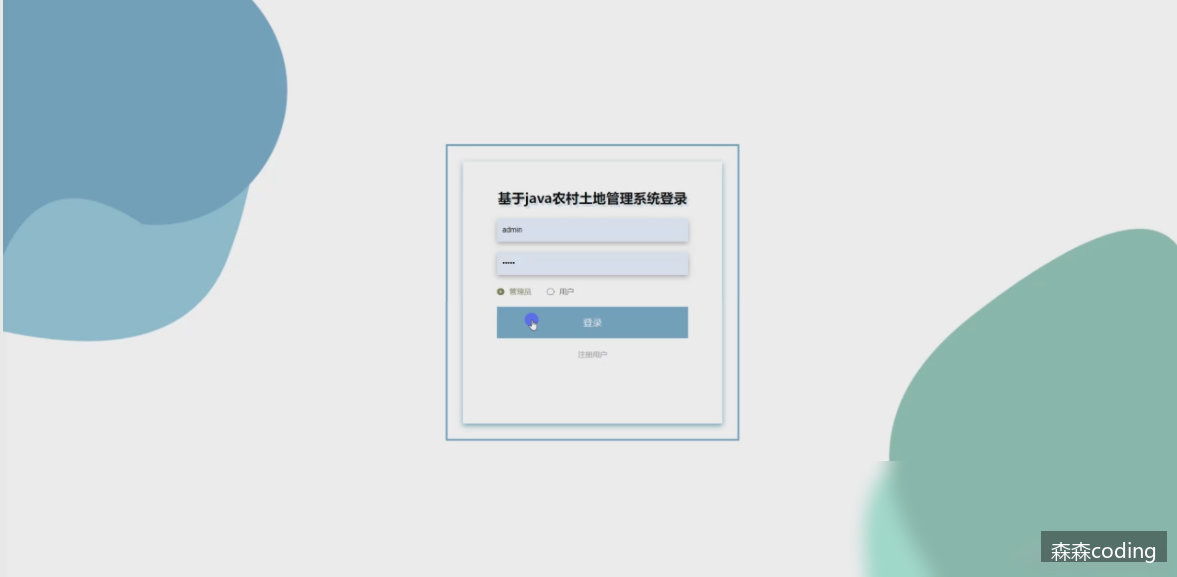 基于java农村土地管理系统登录
admin
•••••
管理员 用户
登录
注册用户
森森coding